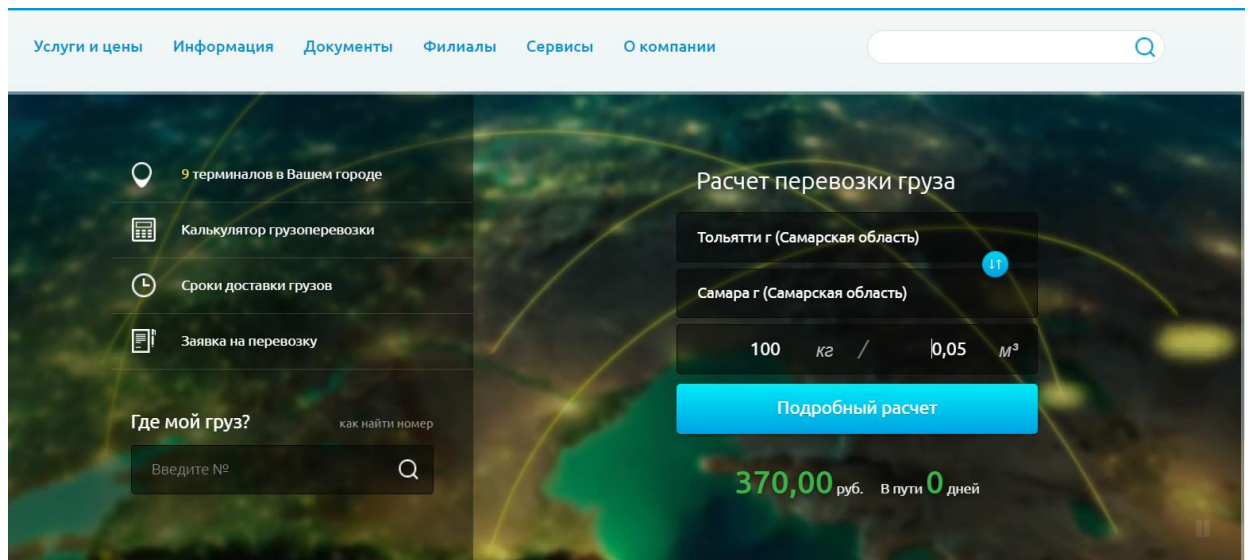 Услуги и цены Информация Документы Филиалы Сервисы О компании
9 терминалов в Вашем городе
Калькулятор грузоперевозки
Сроки доставки грузов
Заявка на перевозку
Где мой груз? как найти номер
Введите №
Расчет перевозки груза
Тольятти г (Самарская область)
Самара г (Самарская область)
100 кг / 0,05 м³
Подробный расчет
370,00 руб. В пути 0 дней